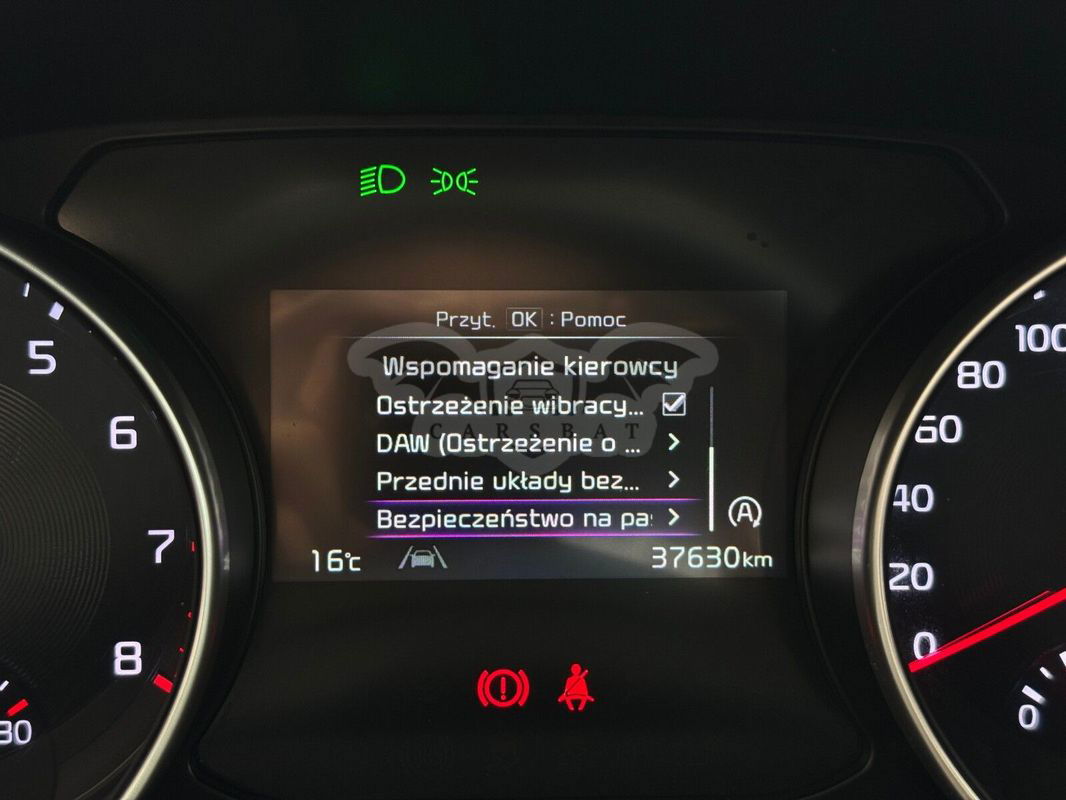 Przyt. OK : Pomoc
Wspomaganie kierowcy
Ostrzeżenie wibracy...
DAW (Ostrzeżenie o ...
Przednie układy bez...
Bezpieczeństwo na pa
A
16°C
37630km
CARSBAT
5
6
7
8
30
100
80
60
40
20
0
0